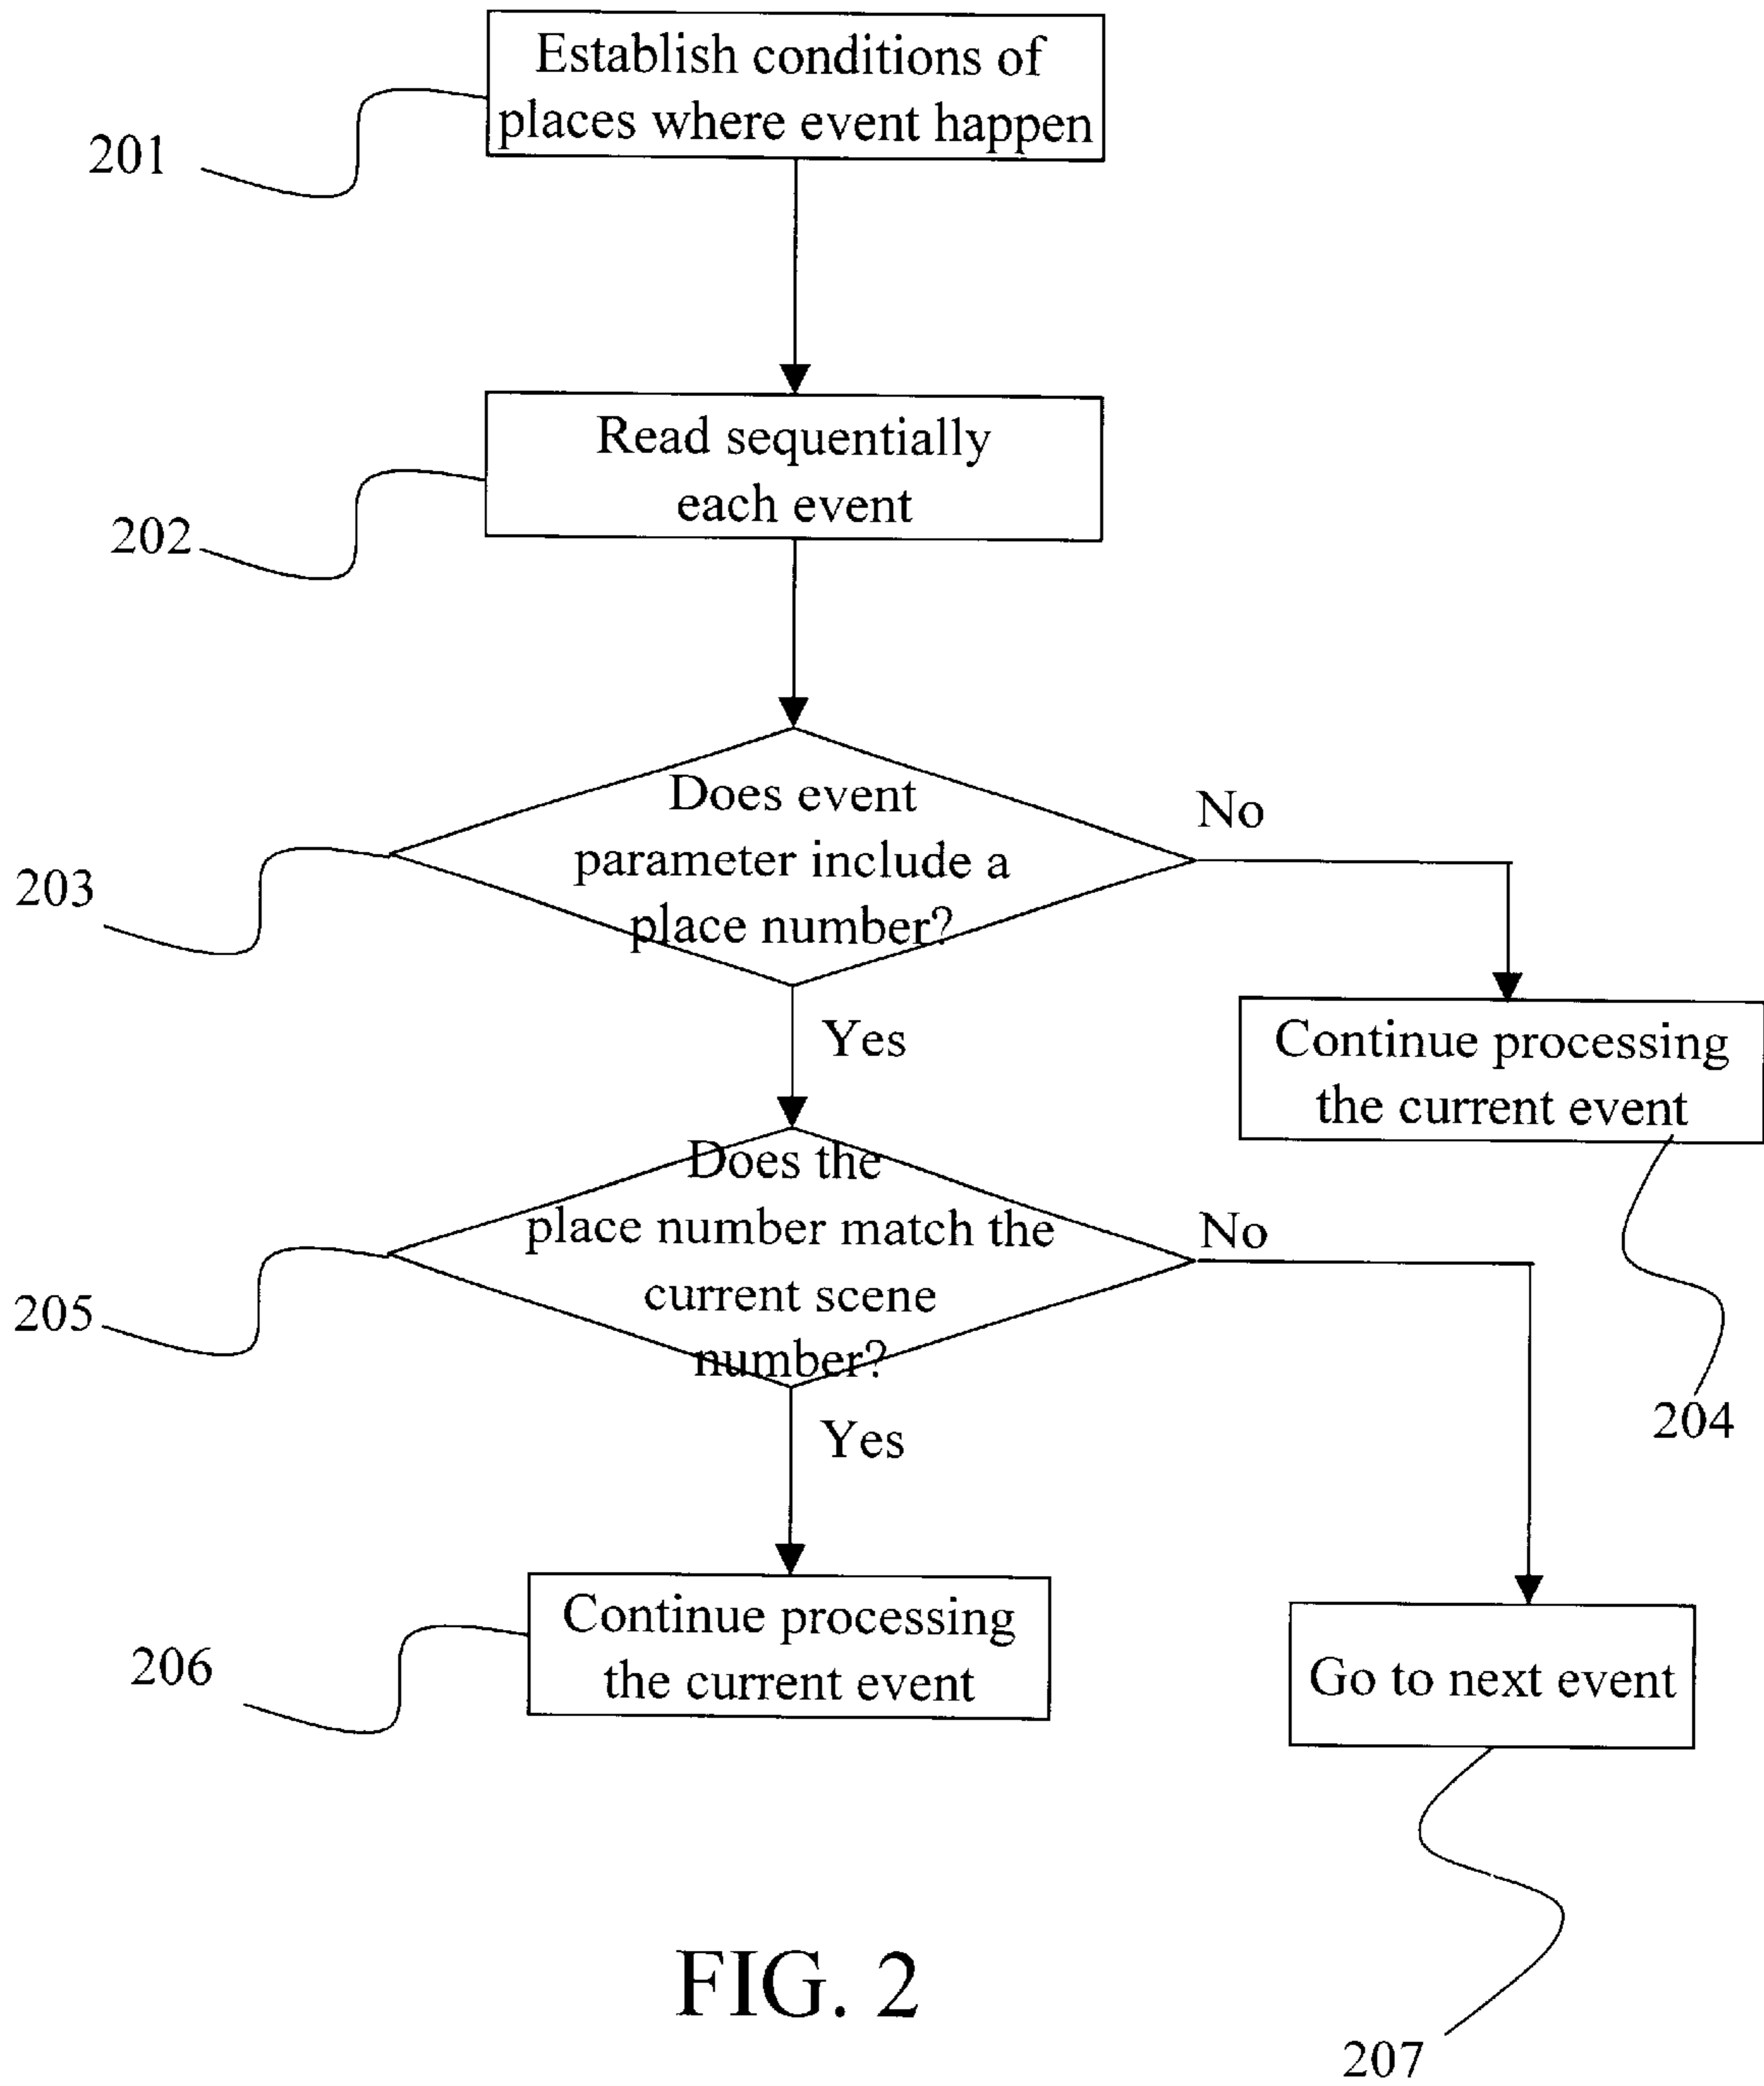 Establish conditions of
places where event happen
201
Read sequentially
each event
202
Does event
parameter include a
place number?
No
203
Yes
Continue processing
the current event
Does the
place number match the
current scene
number?
No
205
204
Yes
Continue processing
the current event
206
Go to next event
FIG. 2
207